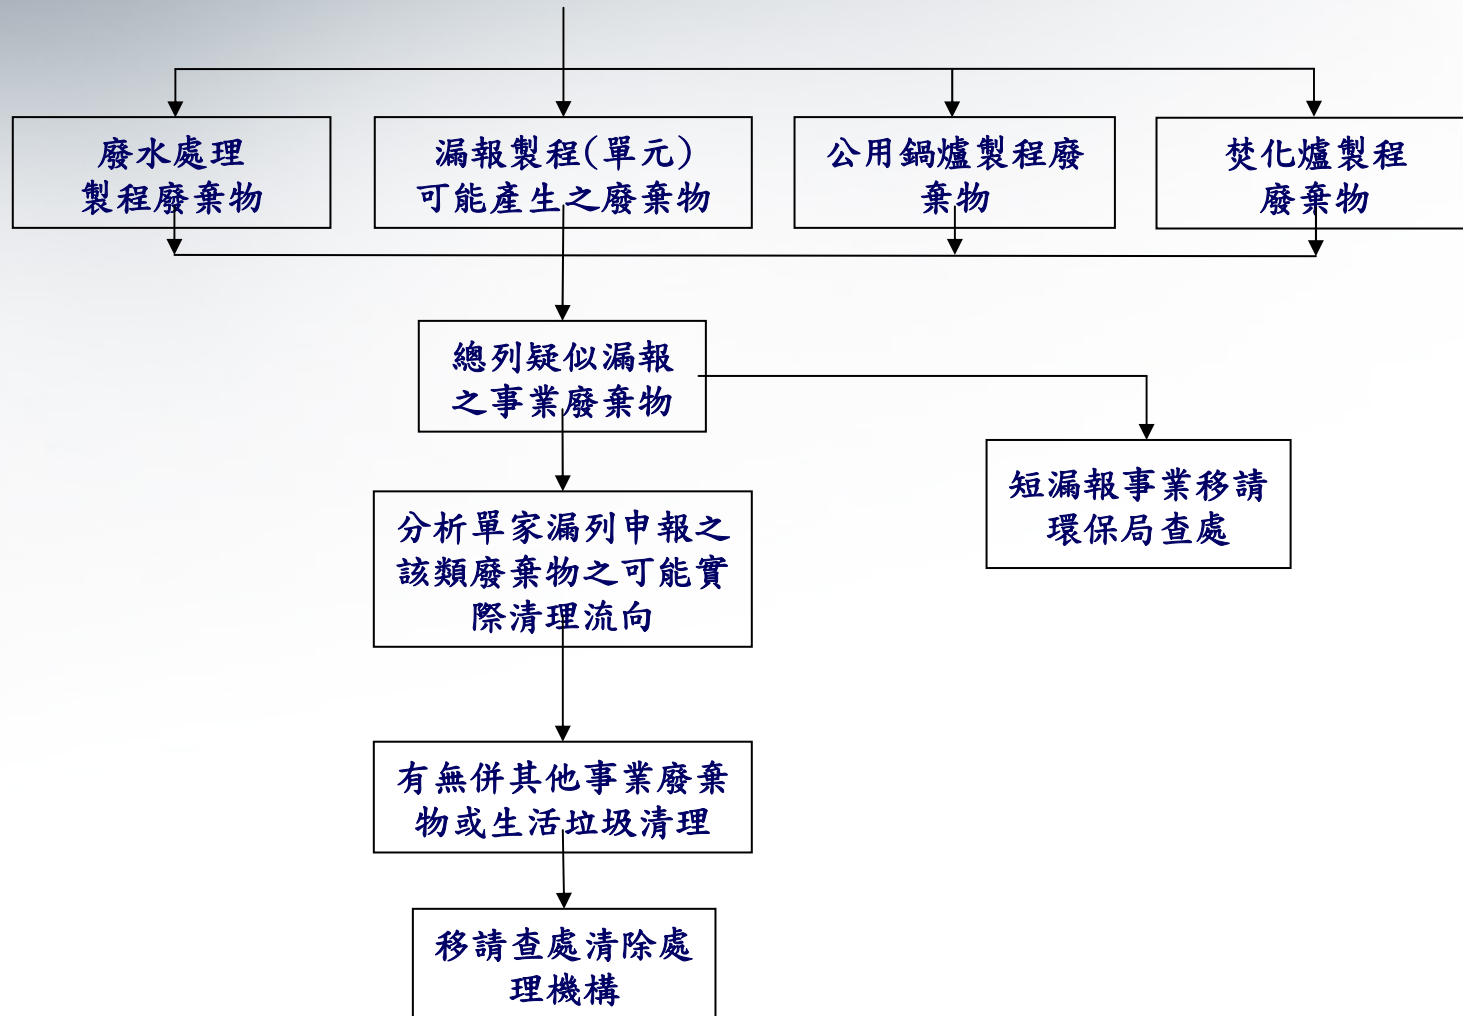 廢水處理
製程廢棄物
漏報製程(單元)
可能產生之廢棄物
公用鍋爐製程廢
棄物
焚化爐製程
廢棄物
總列疑似漏報
之事業廢棄物
短漏報事業移請
環保局查處
分析單家漏列申報之
該類廢棄物之可能實
際清理流向
有無併其他事業廢棄
物或生活垃圾清理
移請查處清除處
理機構